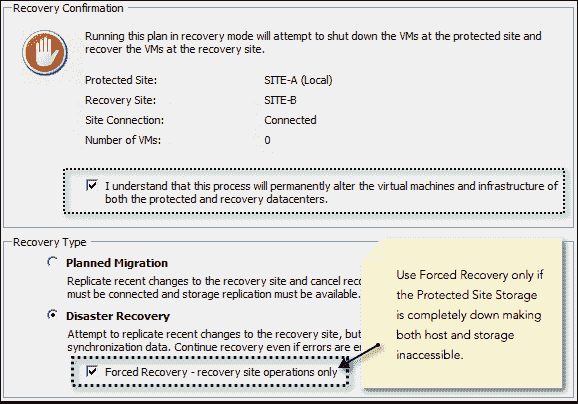 Recovery Confirmation
Running this plan in recovery mode will attempt to shut down the VMs at the protected site and
recover the VMs at the recovery site.
Protected Site: SITE-A (Local)
Recovery Site: SITE-B
Site Connection: Connected
Number of VMs: 0
I understand that this process will permanently alter the virtual machines and infrastructure of
both the protected and recovery datacenters.
Recovery Type
Planned Migration
Replicate recent changes to the recovery site and cancel
must be connected and storage replication must be available.
Disaster Recovery
Attempt to replicate recent changes to the recovery site, but
synchronization data. Continue recovery even if errors are
Forced Recovery - recovery site operations only
Use Forced Recovery only if
the Protected Site Storage
is completely down making
both host and storage
inaccessible.